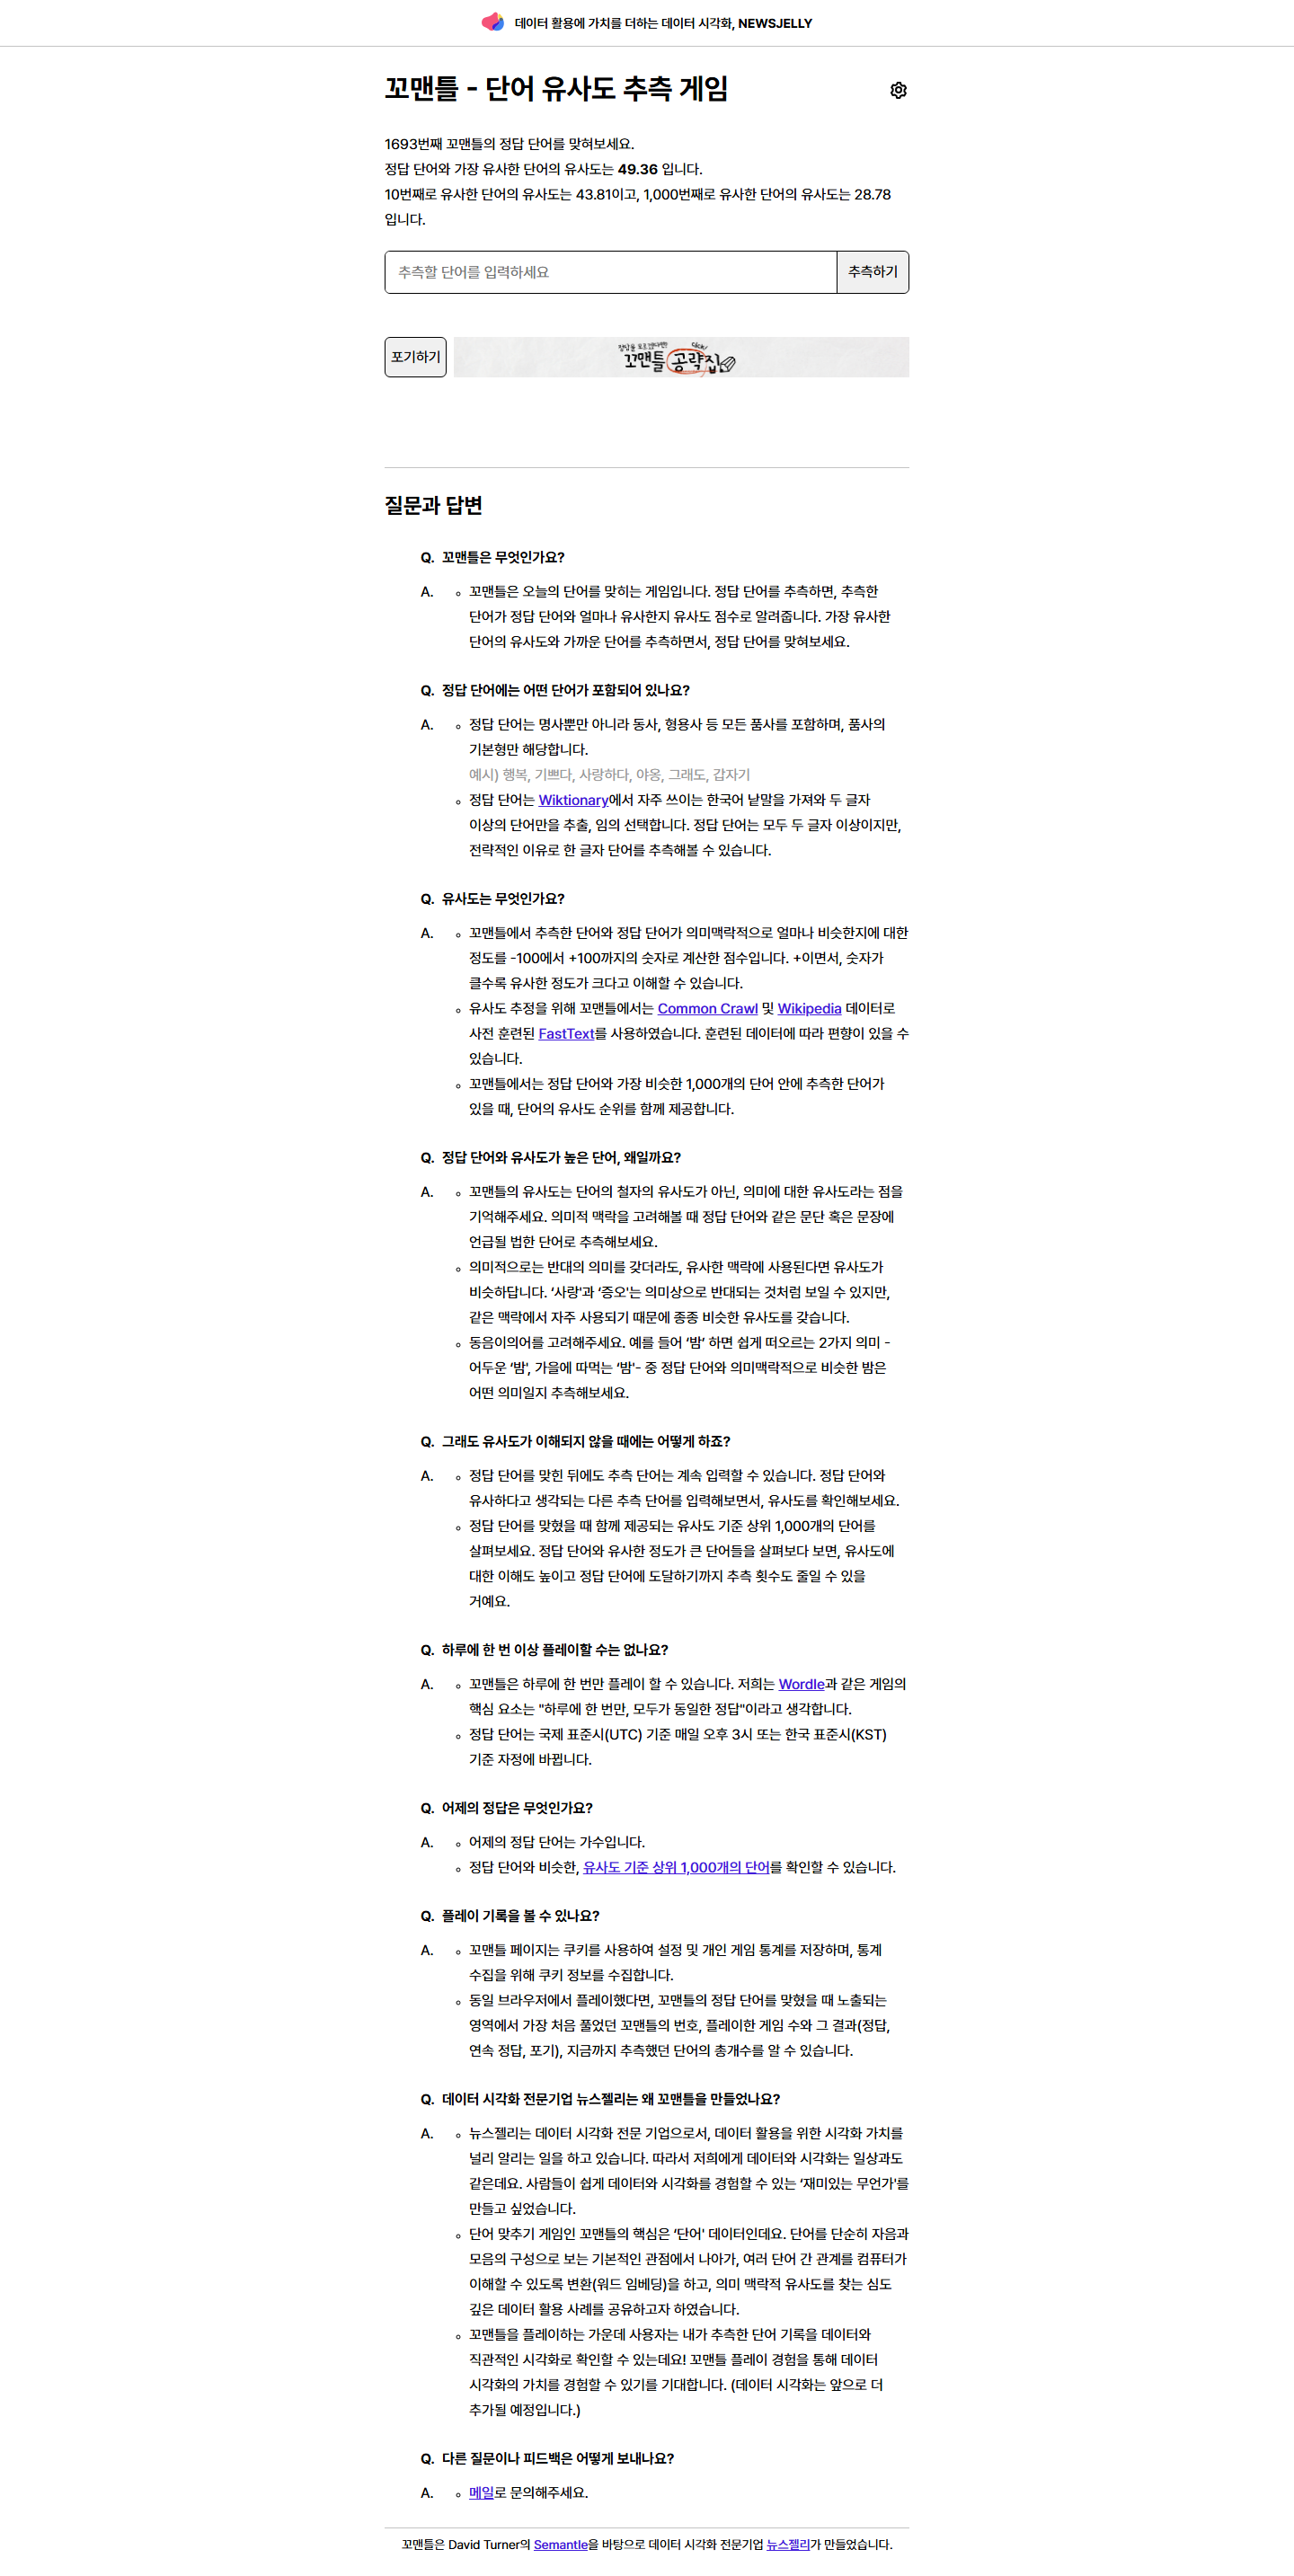 데이터 활용에 가치를 더하는 데이터 시각화, NEWSJELLY
꼬맨틀 - 단어 유사도 추측 게임
1693번째 꼬맨틀의 정답 단어를 맞혀보세요.
정답 단어와 가장 유사한 단어의 유사도는 49.36 입니다.
10번째로 유사한 단어의 유사도는 43.81이고, 1,000번째로 유사한 단어의 유사도는 28.78
입니다.
추측할 단어를 입력하세요
추측하기
포기하기
정답을 모르겠다면?
click!
꼬맨틀 공략집
질문과 답변
Q. 꼬맨틀은 무엇인가요?
A. ◦ 꼬맨틀은 오늘의 단어를 맞히는 게임입니다. 정답 단어를 추측하면, 추측한
단어가 정답 단어와 얼마나 유사한지 유사도 점수로 알려줍니다. 가장 유사한
단어의 유사도와 가까운 단어를 추측하면서, 정답 단어를 맞혀보세요.
Q. 정답 단어에는 어떤 단어가 포함되어 있나요?
A. ◦ 정답 단어는 명사뿐만 아니라 동사, 형용사 등 모든 품사를 포함하며, 품사의
기본형만 해당합니다.
예시) 행복, 기쁘다, 사랑하다, 야옹, 그래도, 갑자기
◦ 정답 단어는 Wiktionary에서 자주 쓰이는 한국어 낱말을 가져와 두 글자
이상의 단어만을 추출, 임의 선택합니다. 정답 단어는 모두 두 글자 이상이지만,
전략적인 이유로 한 글자 단어를 추측해볼 수 있습니다.
Q. 유사도는 무엇인가요?
A. ◦ 꼬맨틀에서 추측한 단어와 정답 단어가 의미맥락적으로 얼마나 비슷한지에 대한
정도를 -100에서 +100까지의 숫자로 계산한 점수입니다. +이면서, 숫자가
클수록 유사한 정도가 크다고 이해할 수 있습니다.
◦ 유사도 추정을 위해 꼬맨틀에서는 Common Crawl 및 Wikipedia 데이터로
사전 훈련된 FastText를 사용하였습니다. 훈련된 데이터에 따라 편향이 있을 수
있습니다.
◦ 꼬맨틀에서는 정답 단어와 가장 비슷한 1,000개의 단어 안에 추측한 단어가
있을 때, 단어의 유사도 순위를 함께 제공합니다.
Q. 정답 단어와 유사도가 높은 단어, 왜일까요?
A. ◦ 꼬맨틀의 유사도는 단어의 철자의 유사도가 아닌, 의미에 대한 유사도라는 점을
기억해주세요. 의미적 맥락을 고려해볼 때 정답 단어와 같은 문단 혹은 문장에
언급될 법한 단어로 추측해보세요.
◦ 의미적으로는 반대의 의미를 갖더라도, 유사한 맥락에 사용된다면 유사도가
비슷하답니다. ‘사랑'과 ‘증오'는 의미상으로 반대되는 것처럼 보일 수 있지만,
같은 맥락에서 자주 사용되기 때문에 종종 비슷한 유사도를 갖습니다.
◦ 동음이의어를 고려해주세요. 예를 들어 ‘밤’ 하면 쉽게 떠오르는 2가지 의미 -
어두운 ‘밤', 가을에 따먹는 ‘밤'- 중 정답 단어와 의미맥락적으로 비슷한 밤은
어떤 의미일지 추측해보세요.
Q. 그래도 유사도가 이해되지 않을 때에는 어떻게 하죠?
A. ◦ 정답 단어를 맞힌 뒤에도 추측 단어는 계속 입력할 수 있습니다. 정답 단어와
유사하다고 생각되는 다른 추측 단어를 입력해보면서, 유사도를 확인해보세요.
◦ 정답 단어를 맞혔을 때 함께 제공되는 유사도 기준 상위 1,000개의 단어를
살펴보세요. 정답 단어와 유사한 정도가 큰 단어들을 살펴보다 보면, 유사도에
대한 이해도 높이고 정답 단어에 도달하기까지 추측 횟수도 줄일 수 있을
거예요.
Q. 하루에 한 번 이상 플레이할 수는 없나요?
A. ◦ 꼬맨틀은 하루에 한 번만 플레이 할 수 있습니다. 저희는 Wordle과 같은 게임의
핵심 요소는 "하루에 한 번만, 모두가 동일한 정답"이라고 생각합니다.
◦ 정답 단어는 국제 표준시(UTC) 기준 매일 오후 3시 또는 한국 표준시(KST)
기준 자정에 바뀝니다.
Q. 어제의 정답은 무엇인가요?
A. ◦ 어제의 정답 단어는 가수입니다.
◦ 정답 단어와 비슷한, 유사도 기준 상위 1,000개의 단어를 확인할 수 있습니다.
Q. 플레이 기록을 볼 수 있나요?
A. ◦ 꼬맨틀 페이지는 쿠키를 사용하여 설정 및 개인 게임 통계를 저장하며, 통계
수집을 위해 쿠키 정보를 수집합니다.
◦ 동일 브라우저에서 플레이했다면, 꼬맨틀의 정답 단어를 맞혔을 때 노출되는
영역에서 가장 처음 풀었던 꼬맨틀의 번호, 플레이한 게임 수와 그 결과(정답,
연속 정답, 포기), 지금까지 추측했던 단어의 총개수를 알 수 있습니다.
Q. 데이터 시각화 전문기업 뉴스젤리는 왜 꼬맨틀을 만들었나요?
A. ◦ 뉴스젤리는 데이터 시각화 전문 기업으로서, 데이터 활용을 위한 시각화 가치를
널리 알리는 일을 하고 있습니다. 따라서 저희에게 데이터와 시각화는 일상과도
같은데요. 사람들이 쉽게 데이터와 시각화를 경험할 수 있는 ‘재미있는 무언가'를
만들고 싶었습니다.
◦ 단어 맞추기 게임인 꼬맨틀의 핵심은 ‘단어' 데이터인데요. 단어를 단순히 자음과
모음의 구성으로 보는 기본적인 관점에서 나아가, 여러 단어 간 관계를 컴퓨터가
이해할 수 있도록 변환(워드 임베딩)을 하고, 의미 맥락적 유사도를 찾는 심도
깊은 데이터 활용 사례를 공유하고자 하였습니다.
◦ 꼬맨틀을 플레이하는 가운데 사용자는 내가 추측한 단어 기록을 데이터와
직관적인 시각화로 확인할 수 있는데요! 꼬맨틀 플레이 경험을 통해 데이터
시각화의 가치를 경험할 수 있기를 기대합니다. (데이터 시각화는 앞으로 더
추가될 예정입니다.)
Q. 다른 질문이나 피드백은 어떻게 보내나요?
A. ◦ 메일로 문의해주세요.
꼬맨틀은 David Turner의 Semantle을 바탕으로 데이터 시각화 전문기업 뉴스젤리가 만들었습니다.